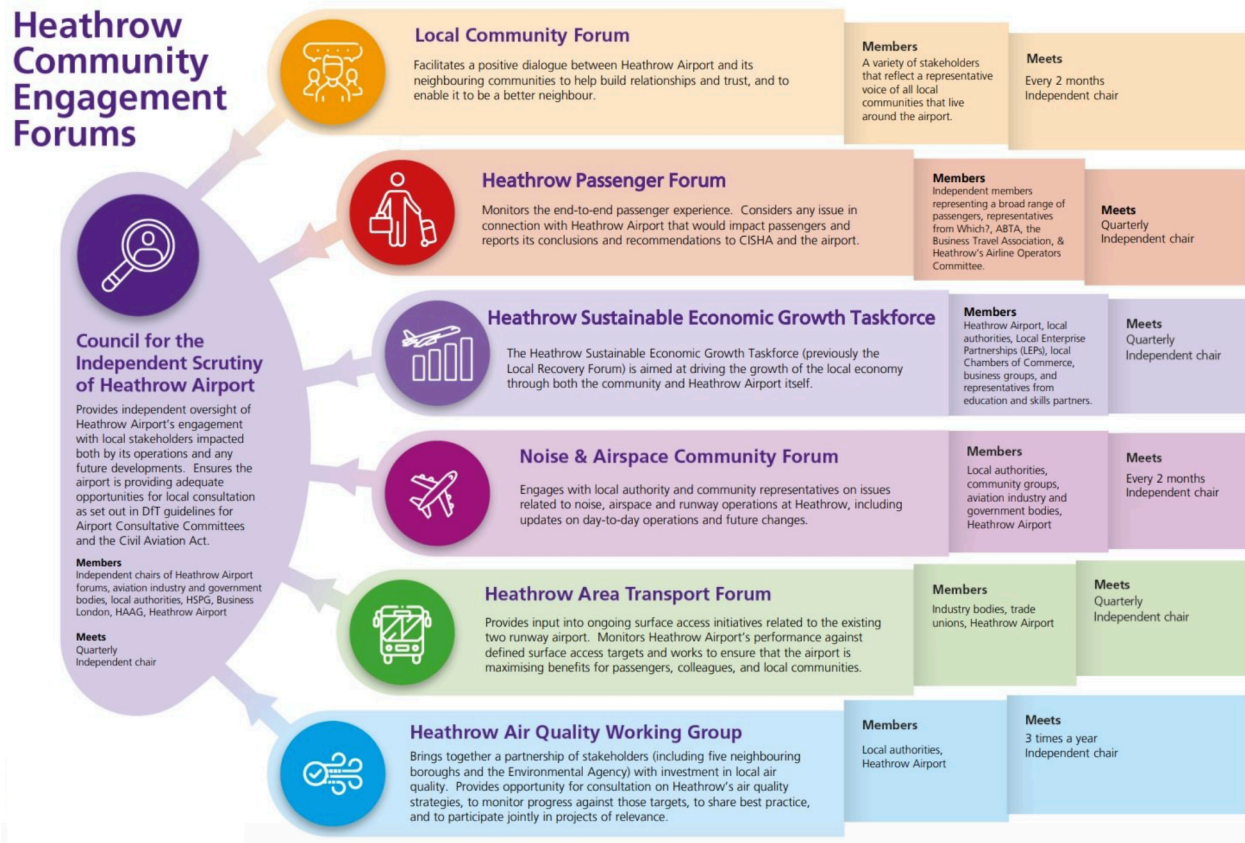 Heathrow
Community
Engagement
Forums
Local Community Forum
Facilitates a positive dialogue between Heathrow Airport and its
neighbouring communities to help build relationships and trust, and to
enable it to be a better neighbour.
Members
A variety of stakeholders
that reflect a representative
voice of all local
communities that live
around the airport.
Meets
Every 2 months
Independent chair
Heathrow Passenger Forum
Monitors the end-to-end passenger experience. Considers any issue in
connection with Heathrow Airport that would impact passengers and
reports its conclusions and recommendations to CISHA and the airport.
Members
Independent members
representing a broad range of
passengers, representatives
from Which?, ABTA, the
Business Travel Association, &
Heathrow's Airline Operators
Committee.
Meets
Quarterly
Independent chair
Heathrow Sustainable Economic Growth Taskforce
The Heathrow Sustainable Economic Growth Taskforce (previously the
Local Recovery Forum) is aimed at driving the growth of the local economy
through both the community and Heathrow Airport itself.
Members
Heathrow Airport, local
authorities, Local Enterprise
Partnerships (LEPs), local
Chambers of Commerce,
business groups, and
representatives from
education and skills partners.
Meets
Quarterly
Independent chair
Council for the
Independent Scrutiny
of Heathrow Airport
Provides independent oversight of
Heathrow Airport's engagement
with local stakeholders impacted
both by its operations and any
future developments. Ensures the
airport is providing adequate
opportunities for local consultation
as set out in DfT guidelines for
Airport Consultative Committees
and the Civil Aviation Act.
Members
Independent chairs of Heathrow Airport
forums, aviation industry and government
bodies, local authorities, HSPG, Business
London, HAAG, Heathrow Airport
Meets
Quarterly
Independent chair
Noise & Airspace Community Forum
Engages with local authority and community representatives on issues
related to noise, airspace and runway operations at Heathrow, including
updates on day-to-day operations and future changes.
Members
Local authorities,
community groups,
aviation industry and
government bodies,
Heathrow Airport
Meets
Every 2 months
Independent chair
Heathrow Area Transport Forum
Provides input into ongoing surface access initiatives related to the existing
two runway airport. Monitors Heathrow Airport's performance against
defined surface access targets and works to ensure that the airport is
maximising benefits for passengers, colleagues, and local communities.
Members
Industry bodies, trade
unions, Heathrow Airport
Meets
Quarterly
Independent chair
Heathrow Air Quality Working Group
Brings together a partnership of stakeholders (including five neighbouring
boroughs and the Environmental Agency) with investment in local air
quality. Provides opportunity for consultation on Heathrow's air quality
strategies, to monitor progress against those targets, to share best practice,
and to participate jointly in projects of relevance.
Members
Local authorities,
Heathrow Airport
Meets
3 times a year
Independent chair